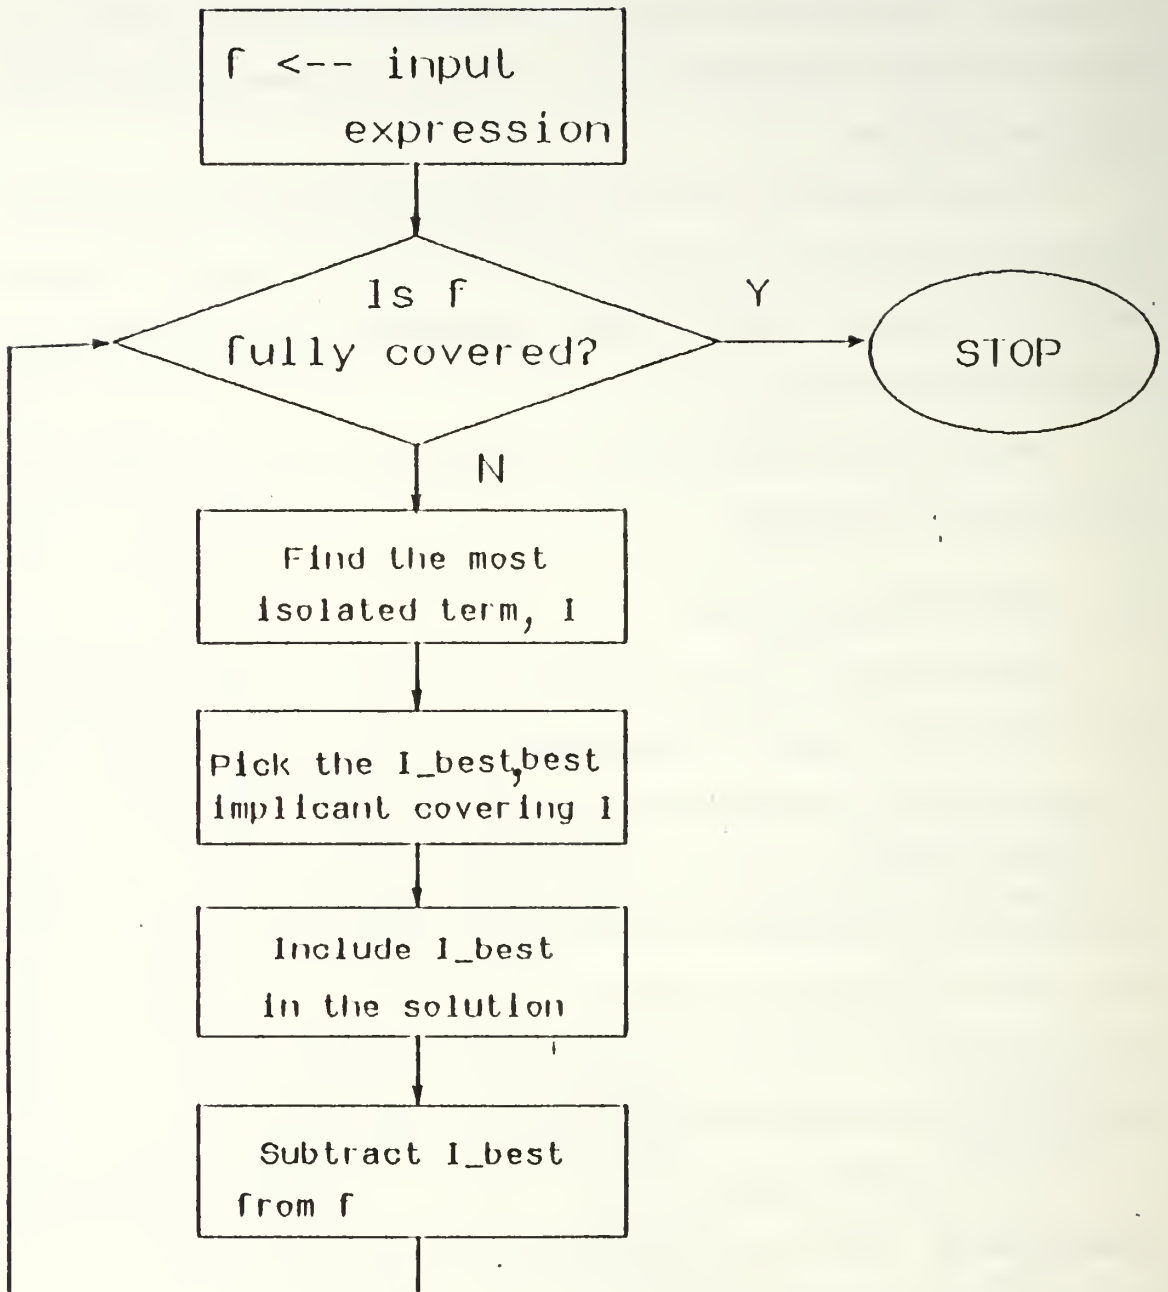 f <-- input
expression
Is f
fully covered?
Y
STOP
N
Find the most
isolated term, I
Pick the I_best,best
implicant covering I
Include I_best
in the solution
Subtract I_best
from f